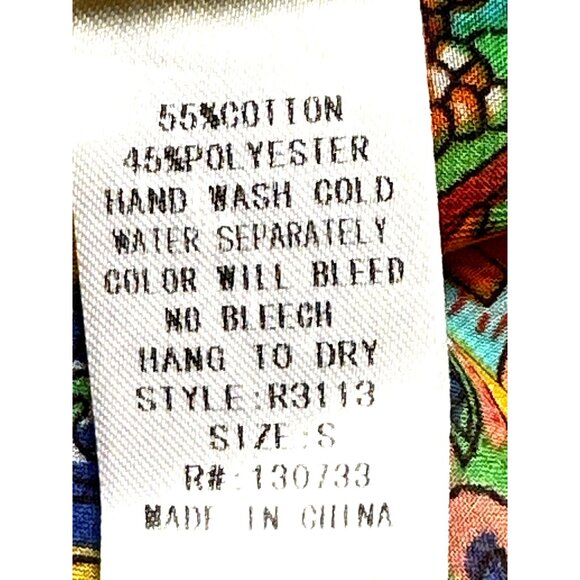 55%COTTON
45%POLYESTER
HAND WASH COLD
WATER SEPARATELY
COLOR WILL BLEED
NO BLEECH
HANG TO DRY
STYLE:R3113
SIZE:S
R#:130733
MADE IN CHINA